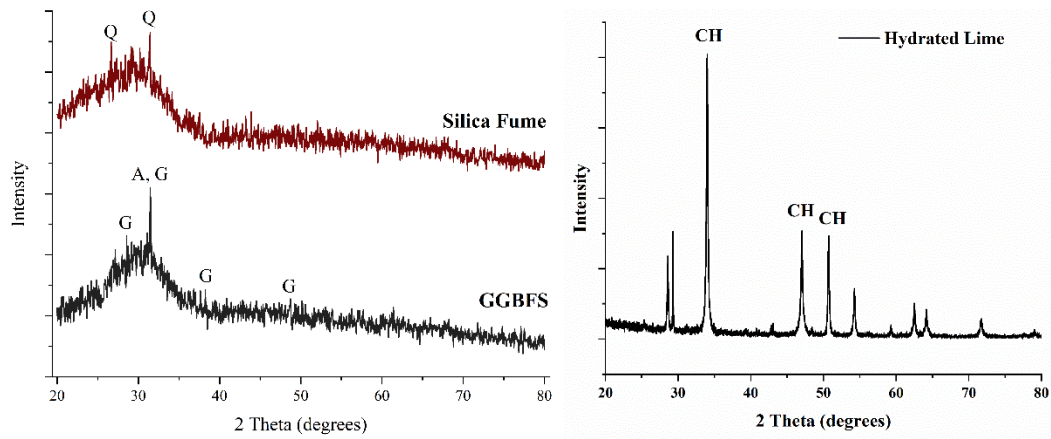 Q Q
Silica Fume
A, G
G
G G
GGBFS
Intensity
20 30 40 50 60 70 80
2 Theta (degrees)
CH
Hydrated Lime
CH CH
Intensity
20 30 40 50 60 70 80
2 Theta (degrees)